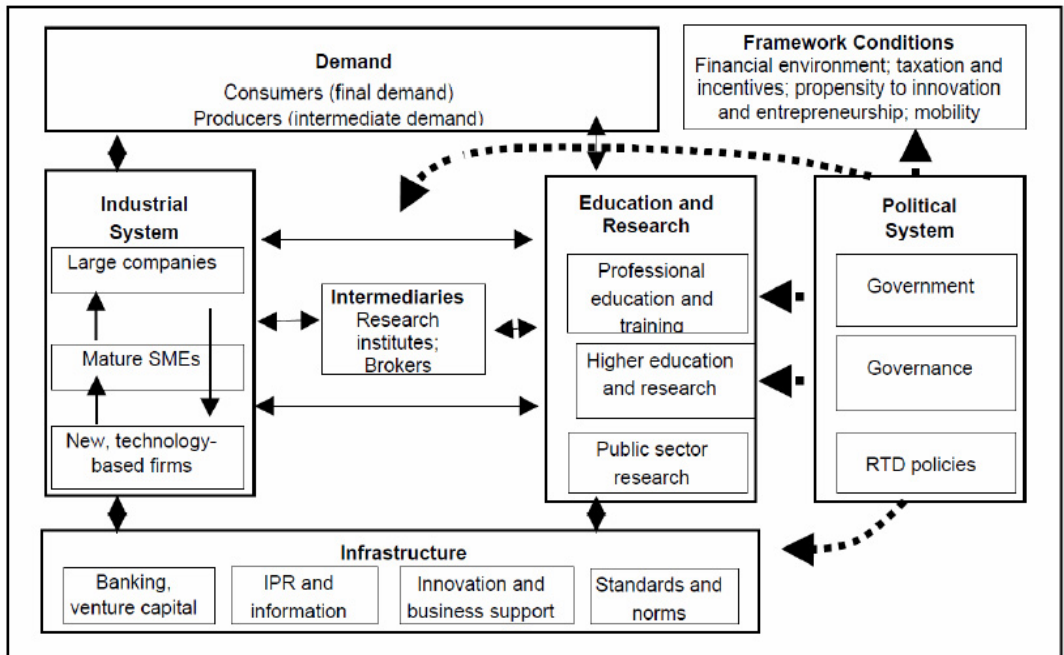 Demand
Consumers (final demand)
Producers (intermediate demand)
Framework Conditions
Financial environment; taxation and
incentives; propensity to innovation
and entrepreneurship; mobility
Industrial
System
Large companies
Mature SMEs
New, technology-
based firms
Intermediaries
Research
institutes;
Brokers
Education and
Research
Professional
education and
training
Higher education
and research
Public sector
research
Political
System
Government
Governance
RTD policies
Infrastructure
Banking,
venture capital
IPR and
information
Innovation and
business support
Standards and
norms